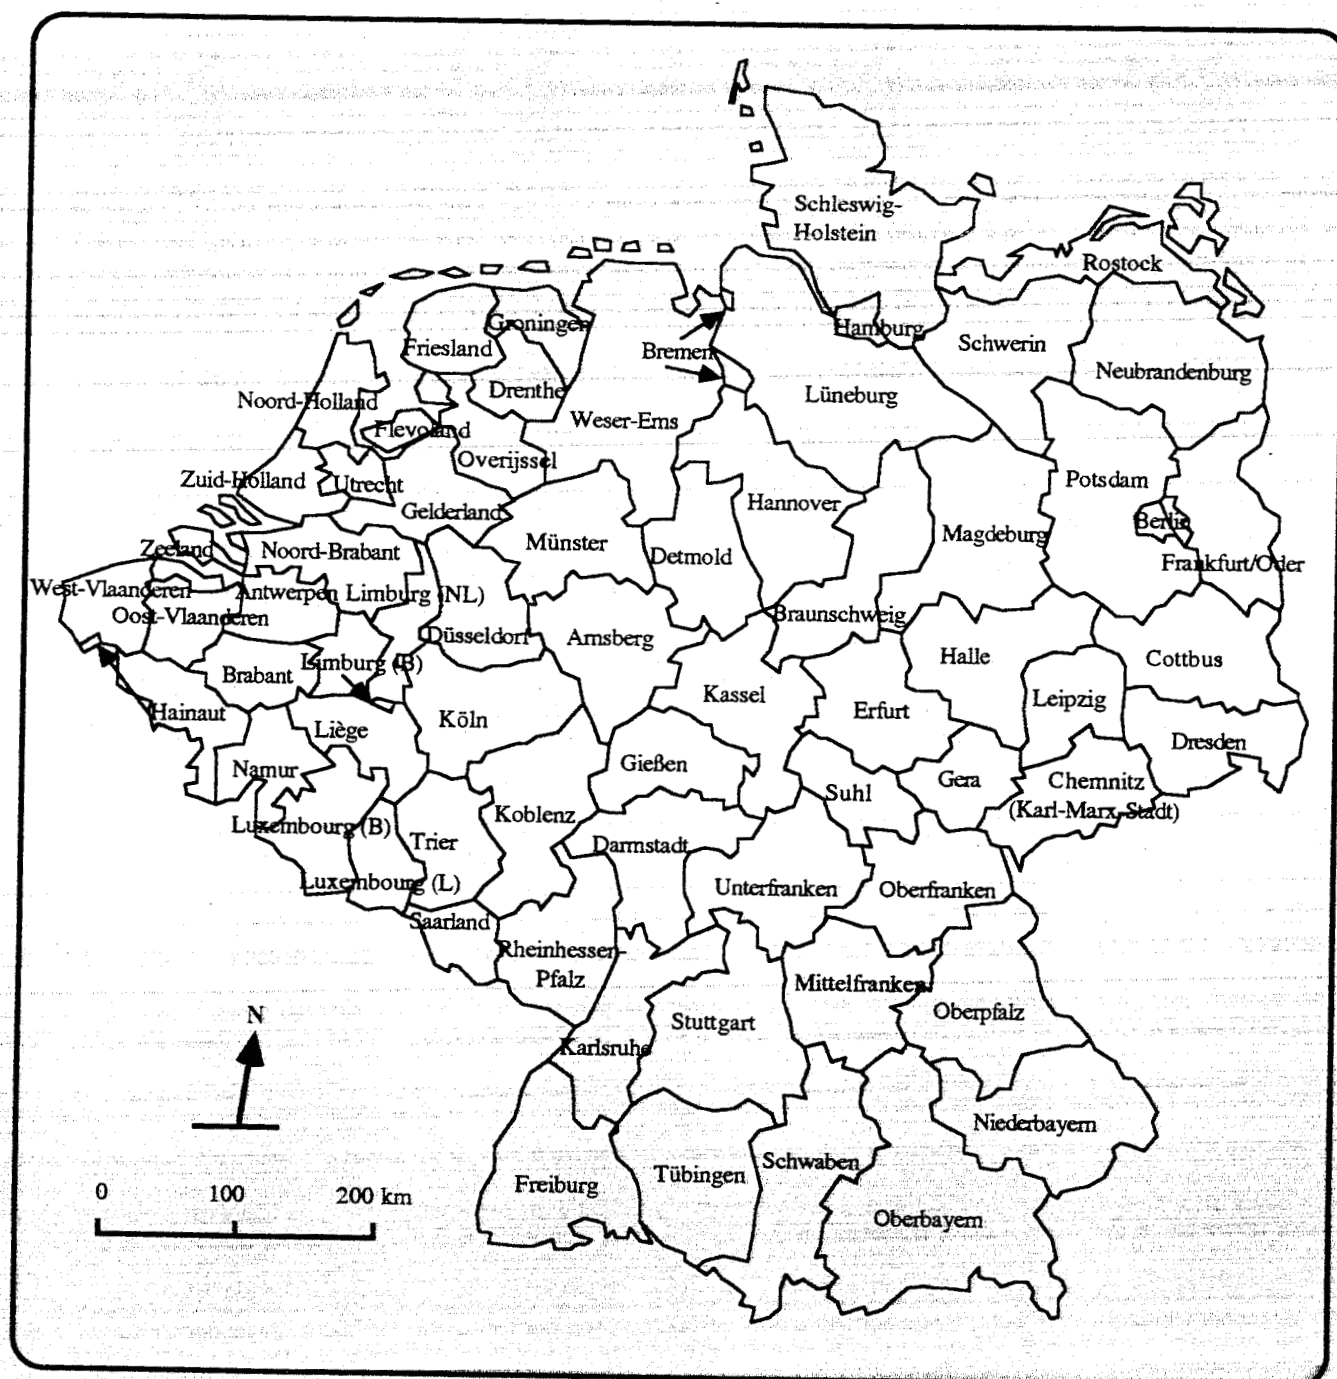 Schleswig-
Holstein
Rostock
Groningen
Hamburg
Friesland
Bremen
Schwerin
Neubrandenburg
Drenthe
Lüneburg
Noord-Holland
Flevoland
Weser-Ems
Overijssel
Zuid-Holland
Utrecht
Potsdam
Hannover
Gelderland
Berlin
Magdeburg
Münster
Zeeland
Noord-Brabant
Detmold
Frankfurt/Oder
West-Vlaanderen
Antwerpen
Limburg (NL)
Oost-Vlaanderen
Braunschweig
Düsseldorf
Arnsberg
Halle
Cottbus
Limburg (B)
Brabant
Kassel
Leipzig
Hainaut
Köln
Erfurt
Liège
Dresden
Gießen
Namur
Gera
Chemnitz
(Karl-Marx-Stadt)
Suhl
Koblenz
Luxembourg (B)
Trier
Darmstadt
Luxembourg (L)
Unterfranken
Oberfranken
Saarland
Rheinhessen-
Pfalz
Mittelfranken
Oberpfalz
N
Stuttgart
Karlsruhe
Niederbayern
Schwaben
Tübingen
Freiburg
0 100 200 km
Oberbayern